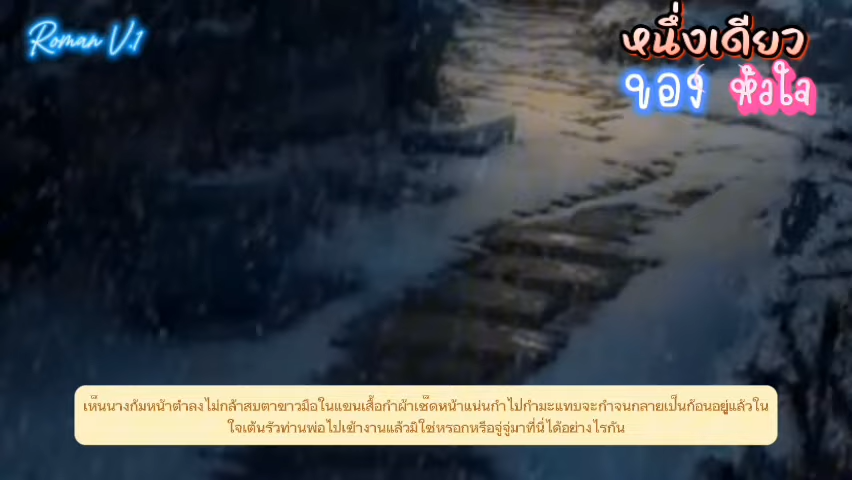 Roman V.1
หนึ่งเดียว
ของ หัวใจ
เห็นนางก้มหน้าต่ำลงไม่กล้าสบตาขาวมือในแขนเสื้อกำผ้าเช็ดหน้าแน่นกำไปกำมะแทบจะกำจนกลายเป็นก้อนอยู่แล้วใน
ใจเต้นรัวท่านพ่อไปเข้างานแล้วมิใช่หรอกหรือจู่จู่มาที่นี่ได้อย่างไรกัน